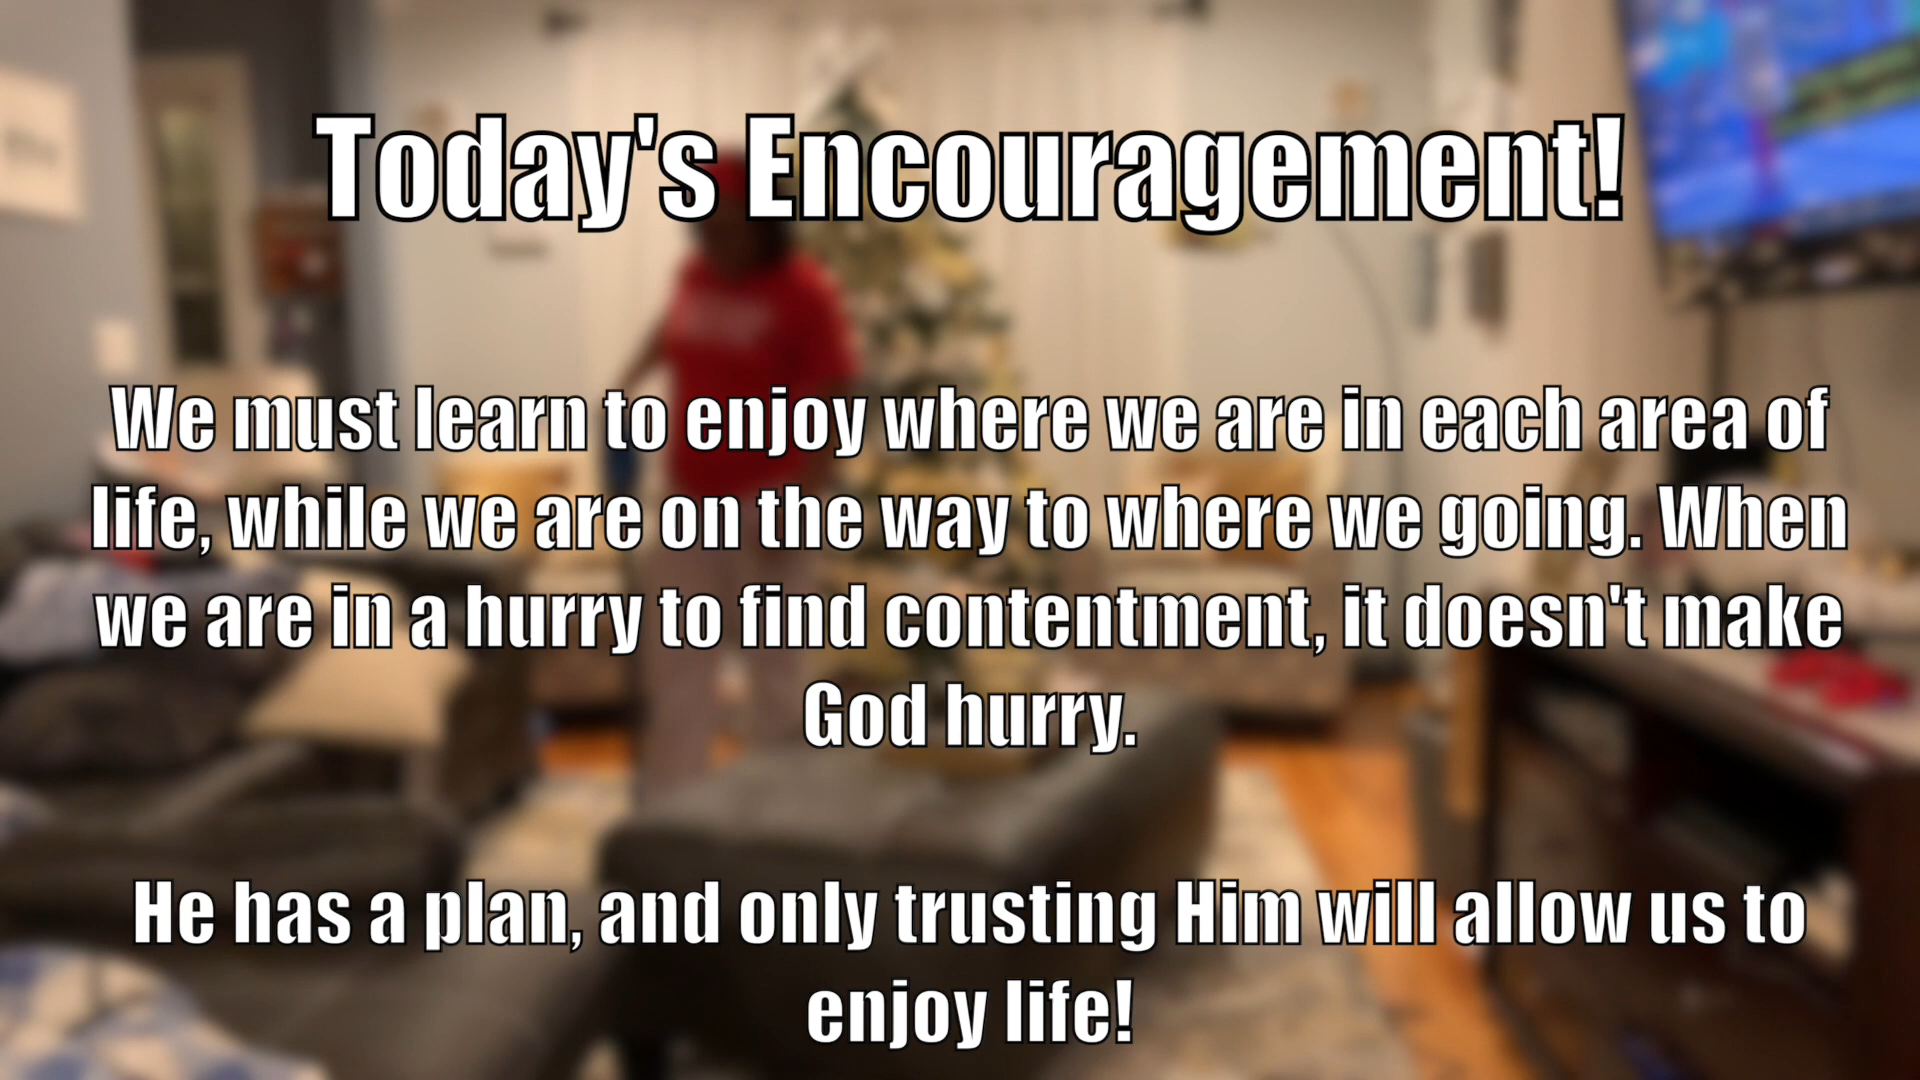 Today's Encouragement!
We must learn to enjoy where we are in each area of
life, while we are on the way to where we going. When
we are in a hurry to find contentment, it doesn't make
God hurry.
He has a plan, and only trusting Him will allow us to
enjoy life!